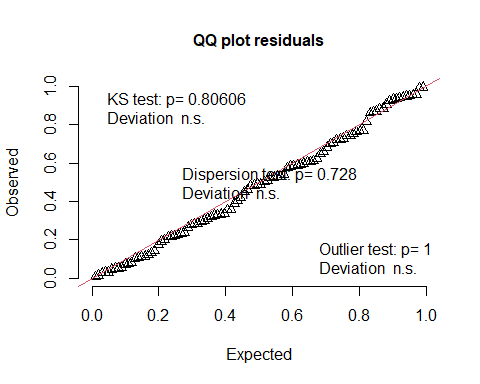 QQ plot residuals
KS test: p= 0.80606
Deviation n.s.
Dispersion test: p= 0.728
Deviation n.s.
Outlier test: p= 1
Deviation n.s.
Observed
0.0 0.2 0.4 0.6 0.8 1.0
0.0 0.2 0.4 0.6 0.8 1.0
Expected